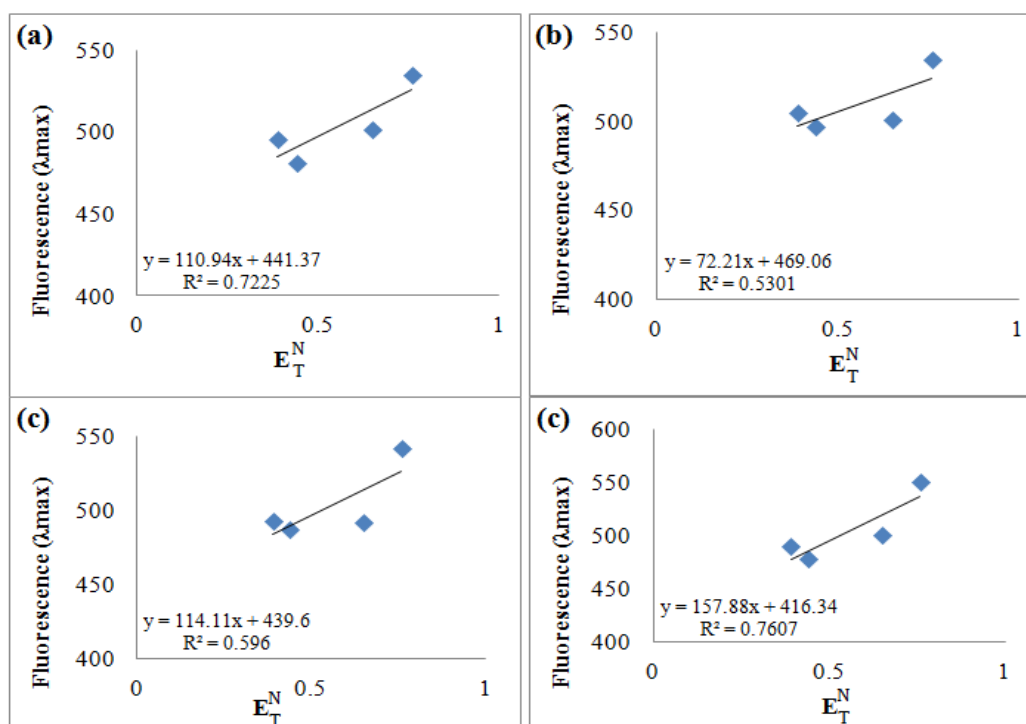 (a)
550
500
450
400
Fluorescence (λmax)
y = 110.94x + 441.37
R² = 0.7225
0 0.5 1
E_T^N
(b)
550
500
450
400
Fluorescence (λmax)
y = 72.21x + 469.06
R² = 0.5301
0 0.5 1
E_T^N
(c)
550
500
450
400
Fluorescence (λmax)
y = 114.11x + 439.6
R² = 0.596
0 0.5 1
E_T^N
(c)
600
550
500
450
400
Fluorescence (λmax)
y = 157.88x + 416.34
R² = 0.7607
0 0.5 1
E_T^N